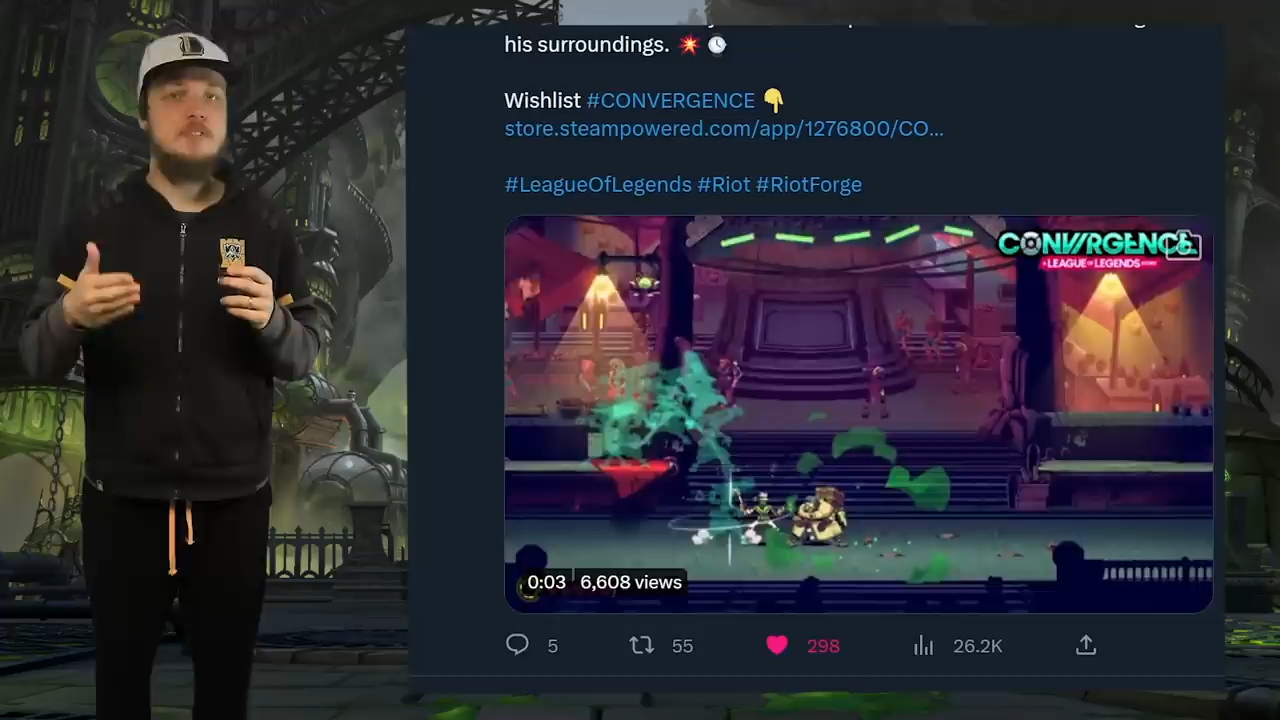 his surroundings. 💥 🕓
Wishlist #CONVERGENCE 👇
store.steampowered.com/app/1276800/CO...
#LeagueOfLegends #Riot #RiotForge
CONVERGENCE
LEAGUE OF LEGENDS
0:03 6,608 views
5 55 298 26.2K